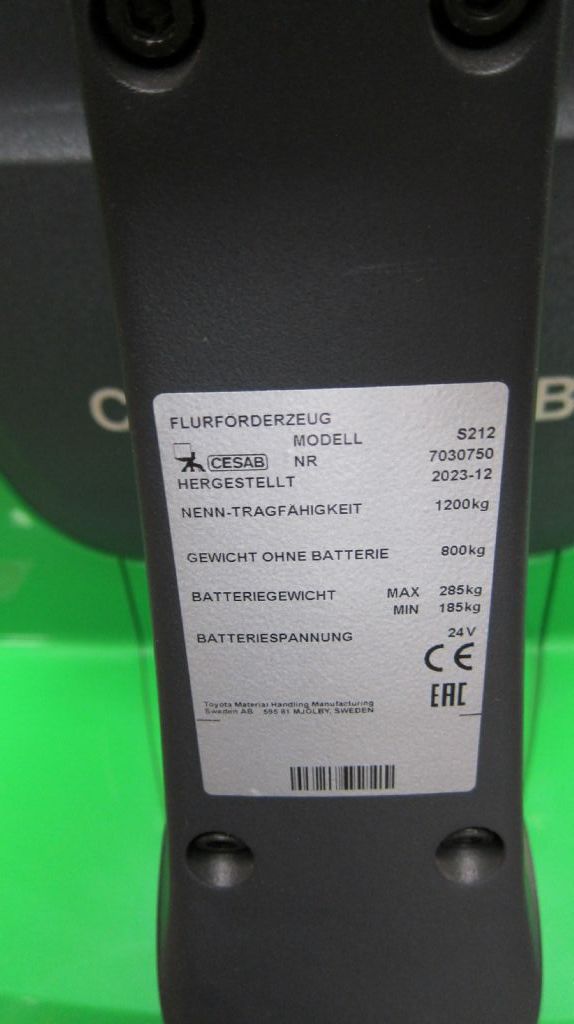 FLURFÖRDERZEUG
MODELL S212
CESAB NR 7030750
HERGESTELLT 2023-12
NENN-TRAGFÄHIGKEIT 1200kg
GEWICHT OHNE BATTERIE 800kg
BATTERIEGEWICHT MAX 285kg
MIN 185kg
BATTERIESPANNUNG 24V
CE
EAC
Toyota Material Handling Manufacturing
Sweden AB 595 81 MJÖLBY, SWEDEN
C B